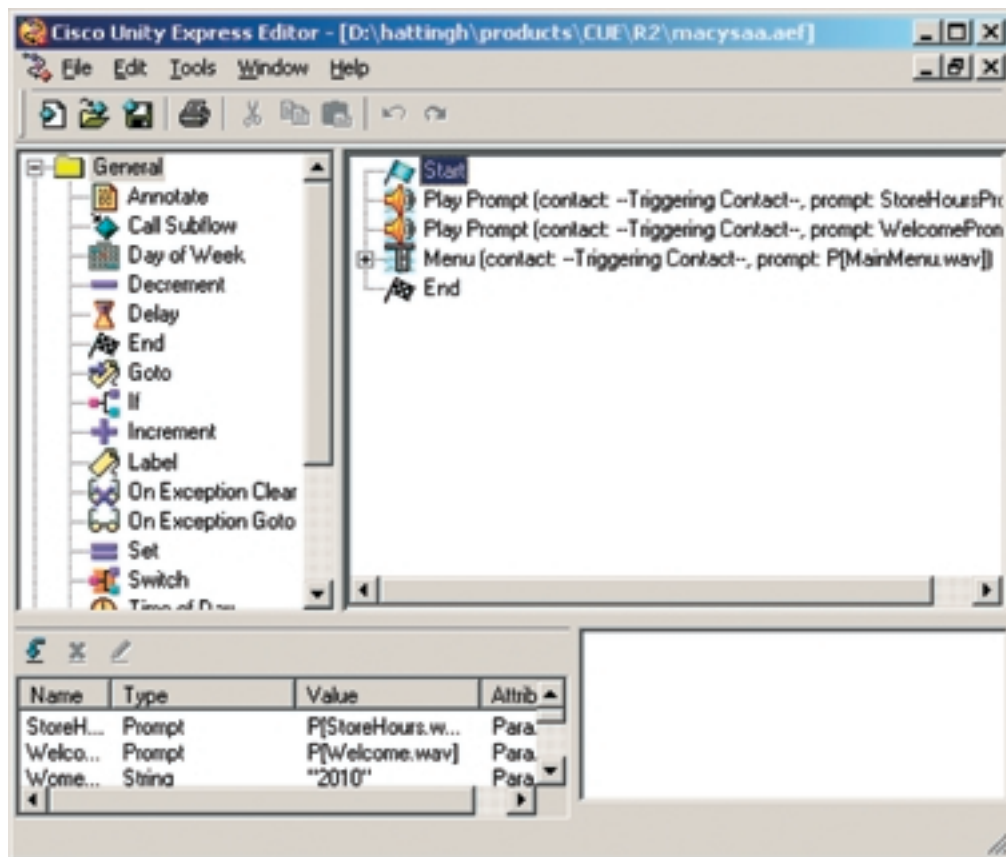 Cisco Unity Express Editor - [D:\hattingh\products\CUE\R2\macysaa.aef]
File Edit Tools Window Help
General
Annotate
Call Subflow
Day of Week
Decrement
Delay
End
Goto
If
Increment
Label
On Exception Clear
On Exception Goto
Set
Switch
Time of Day
Start
Play Prompt (contact: --Triggering Contact--, prompt: StoreHoursPro
Play Prompt (contact: --Triggering Contact--, prompt: WelcomePron
Menu (contact: --Triggering Contact--, prompt: P[MainMenu.wav])
End
Name Type Value Attrib
StoreH... Prompt P[StoreHours.w... Para
Welco... Prompt P[Welcome.wav] Para
Wome... String "2010" Para